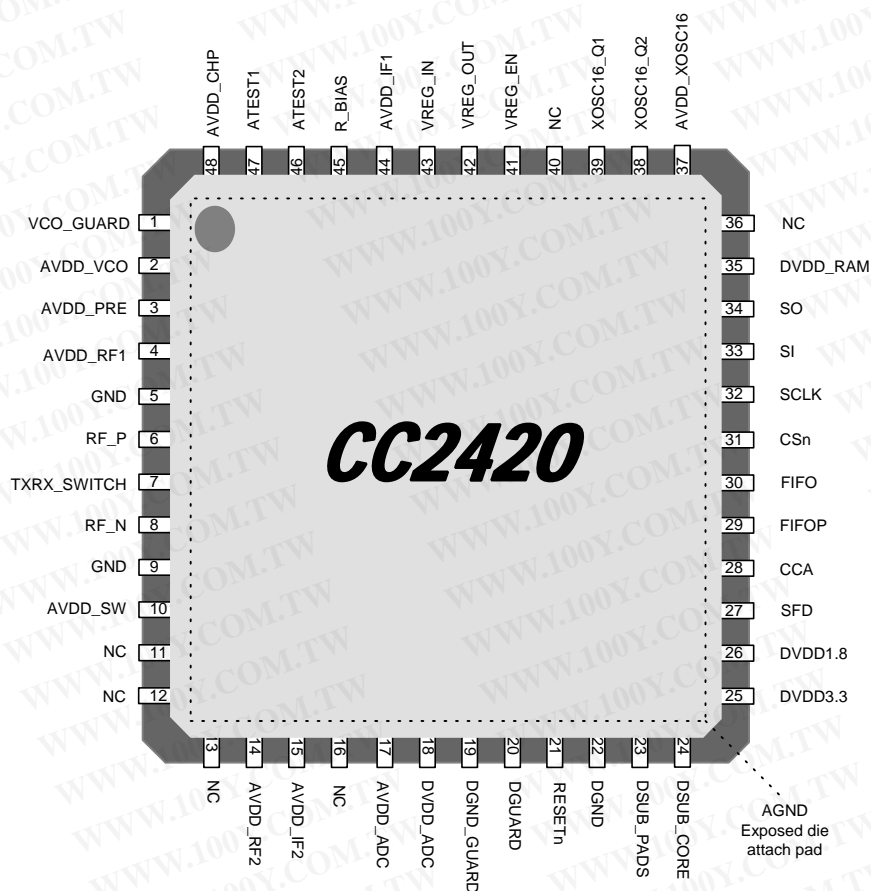 AVDD_CHP
ATEST1
ATEST2
R_BIAS
AVDD_IF1
VREG_IN
VREG_OUT
VREG_EN
NC
XOSC16_Q1
XOSC16_Q2
AVDD_XOSC16
48
47
46
45
44
43
42
41
40
39
38
37
VCO_GUARD 1
AVDD_VCO 2
AVDD_PRE 3
AVDD_RF1 4
GND 5
RF_P 6
TXRX_SWITCH 7
RF_N 8
GND 9
AVDD_SW 10
NC 11
NC 12
CC2420
36 NC
35 DVDD_RAM
34 SO
33 SI
32 SCLK
31 CSn
30 FIFO
29 FIFOP
28 CCA
27 SFD
26 DVDD1.8
25 DVDD3.3
13
14
15
16
17
18
19
20
21
22
23
24
NC
AVDD_RF2
AVDD_IF2
NC
AVDD_ADC
DVDD_ADC
DGND_GUARD
DGUARD
RESETn
DGND
DSUB_PADS
DSUB_CORE
AGND
Exposed die
attach pad
WWW.100Y.COM.TW